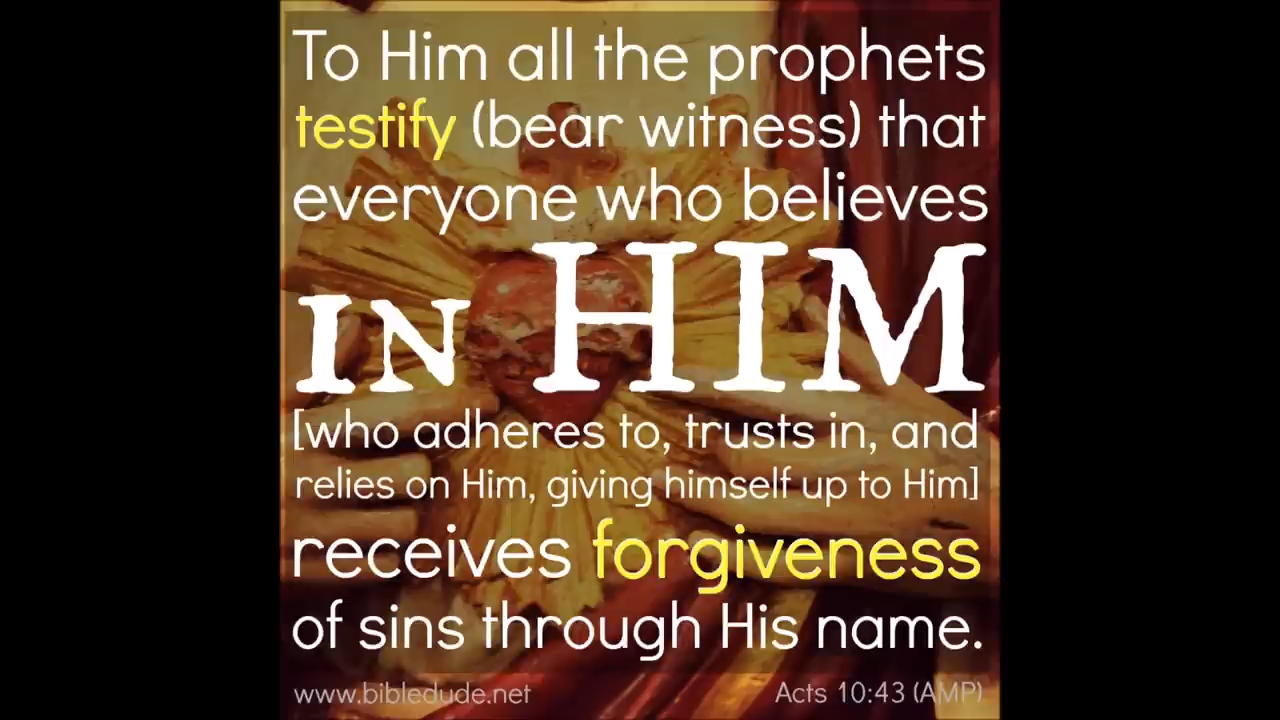 To Him all the prophets
testify (bear witness) that
everyone who believes
IN HIM
[who adheres to, trusts in, and
relies on Him, giving himself up to Him]
receives forgiveness
of sins through His name.
www.bibledude.net
Acts 10:43 (AMP)